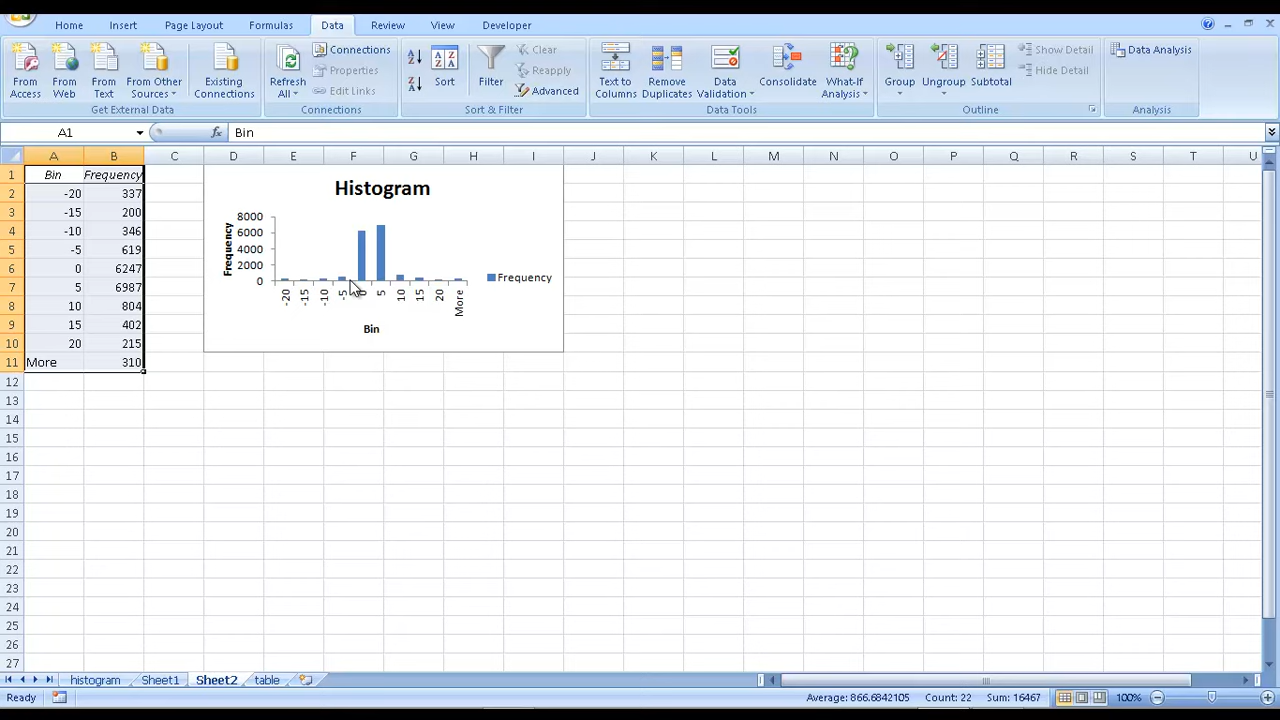 Home Insert Page Layout Formulas Data Review View Developer
From Access
From Web
From Text
From Other Sources
Existing Connections
Get External Data
Refresh All
Connections
Properties
Edit Links
Connections
Sort
Filter
Clear
Reapply
Advanced
Sort & Filter
Text to Columns
Remove Duplicates
Data Validation
Consolidate
What-If Analysis
Data Tools
Group
Ungroup
Subtotal
Show Detail
Hide Detail
Outline
Data Analysis
Analysis
A1 fx Bin
A B C D E F G H I J K L M N O P Q R S T U
1 Bin Frequency
2 -20 337
3 -15 200
4 -10 346
5 -5 619
6 0 6247
7 5 6987
8 10 804
9 15 402
10 20 215
11 More 310
12
13
14
15
16
17
18
19
20
21
22
23
24
25
26
27
Histogram
Frequency
8000
6000
4000
2000
0
-20 -15 -10 -5 0 5 10 15 20 More
Bin
Frequency
histogram Sheet1 Sheet2 table
Ready Average: 866.6842105 Count: 22 Sum: 16467 100%